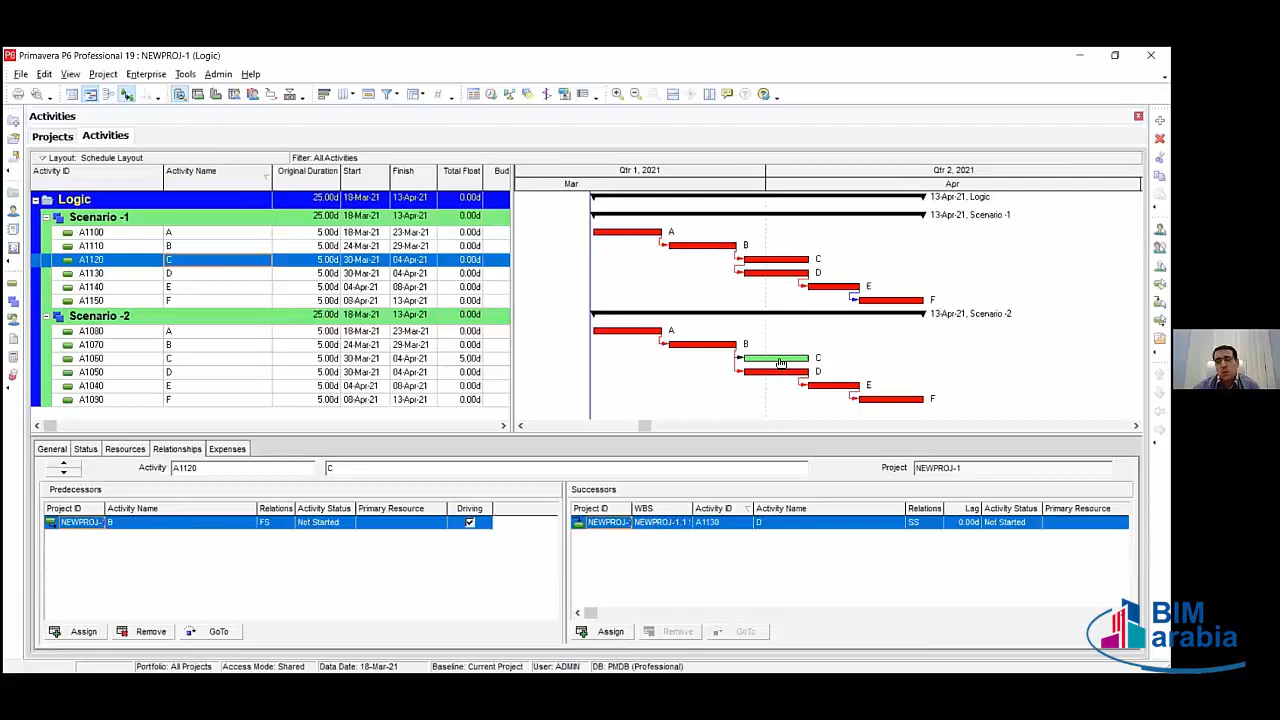 Primavera P6 Professional 19 : NEWPROJ-1 (Logic)
File Edit View Project Enterprise Tools Admin Help
Activities
Projects Activities
Layout: Schedule Layout Filter: All Activities
Activity ID Activity Name Original Duration Start Finish Total Float Bud Qtr 1, 2021 Qtr 2, 2021
Mar Apr
Logic 25.00d 18-Mar-21 13-Apr-21 0.00d 13-Apr-21, Logic
Scenario -1 25.00d 18-Mar-21 13-Apr-21 0.00d 13-Apr-21, Scenario -1
A1100 A 5.00d 18-Mar-21 23-Mar-21 0.00d A
A1110 B 5.00d 24-Mar-21 29-Mar-21 0.00d B
A1120 C 5.00d 30-Mar-21 04-Apr-21 0.00d C
A1130 D 5.00d 30-Mar-21 04-Apr-21 0.00d D
A1140 E 5.00d 04-Apr-21 08-Apr-21 0.00d E
A1150 F 5.00d 08-Apr-21 13-Apr-21 0.00d F
Scenario -2 25.00d 18-Mar-21 13-Apr-21 0.00d 13-Apr-21, Scenario -2
A1080 A 5.00d 18-Mar-21 23-Mar-21 0.00d A
A1070 B 5.00d 24-Mar-21 29-Mar-21 0.00d B
A1060 C 5.00d 30-Mar-21 04-Apr-21 5.00d C
A1050 D 5.00d 30-Mar-21 04-Apr-21 0.00d D
A1040 E 5.00d 04-Apr-21 08-Apr-21 0.00d E
A1090 F 5.00d 08-Apr-21 13-Apr-21 0.00d F
General Status Resources Relationships Expenses
Activity A1120 C Project NEWPROJ-1
Predecessors Successors
Project ID Activity Name Relations Activity Status Primary Resource Driving Project ID WBS Activity ID Activity Name Relations Lag Activity Status Primary Resource
NEWPROJ- B FS Not Started NEWPROJ- NEWPROJ-1.1 A1130 D SS 0.00d Not Started
Assign Remove GoTo Assign Remove GoTo
Portfolio: All Projects Access Mode: Shared Data Date: 18-Mar-21 Baseline: Current Project User: ADMIN DB: PMDB (Professional)
BIM
arabia